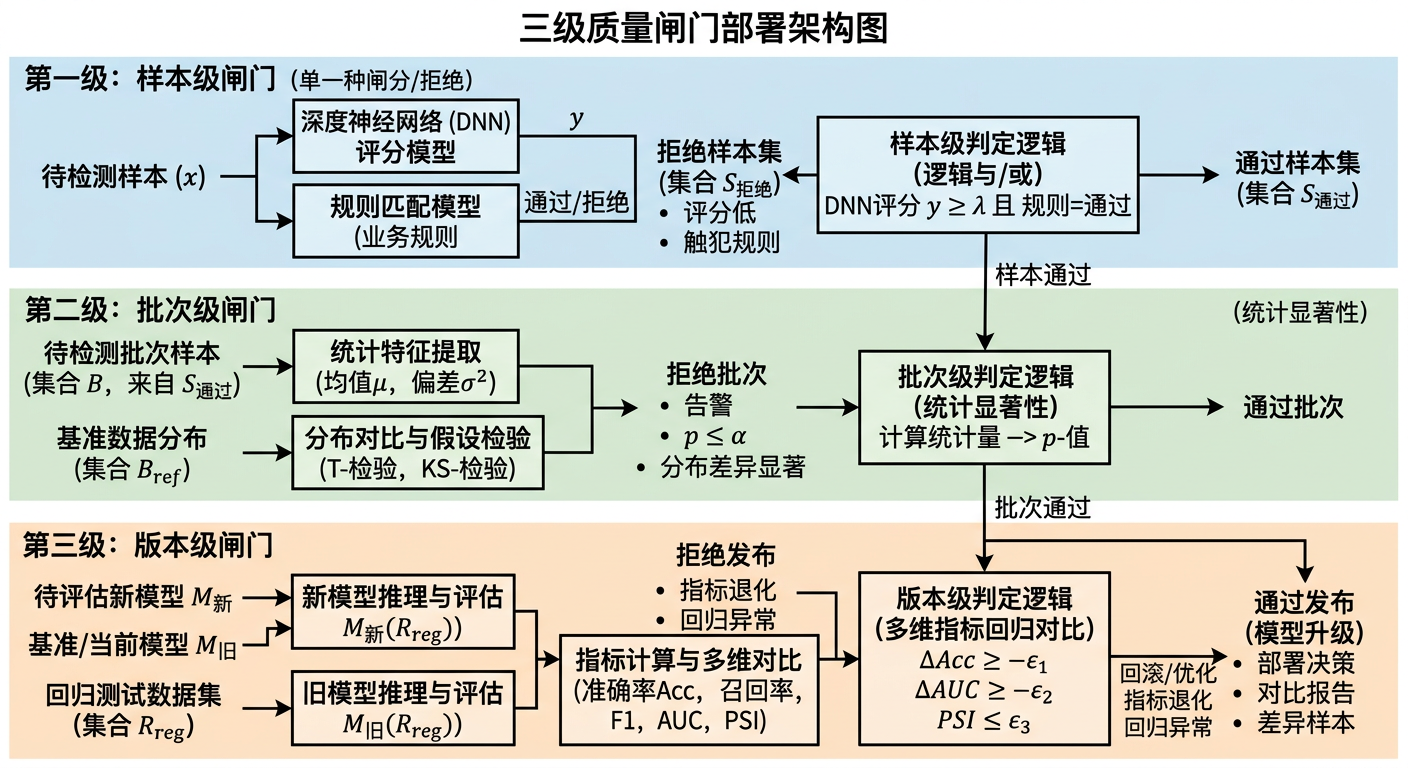 三级质量闸门部署架构图
第一级：样本级闸门 (单一种闸分/拒绝)
待检测样本 (x)
深度神经网络 (DNN)
评分模型
y
规则匹配模型
(业务规则
通过/拒绝
拒绝样本集
(集合 S拒绝)
• 评分低
• 触犯规则
样本级判定逻辑
(逻辑与/或)
DNN评分 y ≥ λ 且 规则=通过
通过样本集
(集合 S通过)
样本通过
第二级：批次级闸门
(统计显著性)
待检测批次样本
(集合 B，来自 S通过)
基准数据分布
(集合 Bref)
统计特征提取
(均值μ，偏差σ²)
分布对比与假设检验
(T-检验，KS-检验)
拒绝批次
• 告警
• p ≤ α
• 分布差异显著
批次级判定逻辑
(统计显著性)
计算统计量 –> p-值
通过批次
批次通过
第三级：版本级闸门
待评估新模型 M新
基准/当前模型 M旧
回归测试数据集
(集合 Rreg)
新模型推理与评估
M新(Rreg))
旧模型推理与评估
M旧(Rreg))
拒绝发布
• 指标退化
• 回归异常
指标计算与多维对比
(准确率Acc，召回率，
F1，AUC，PSI)
版本级判定逻辑
(多维指标回归对比)
ΔAcc ≥ −ϵ1
ΔAUC ≥ −ϵ2
PSI ≤ ϵ3
回滚/优化
指标退化
回归异常
通过发布
(模型升级)
• 部署决策
• 对比报告
• 差异样本